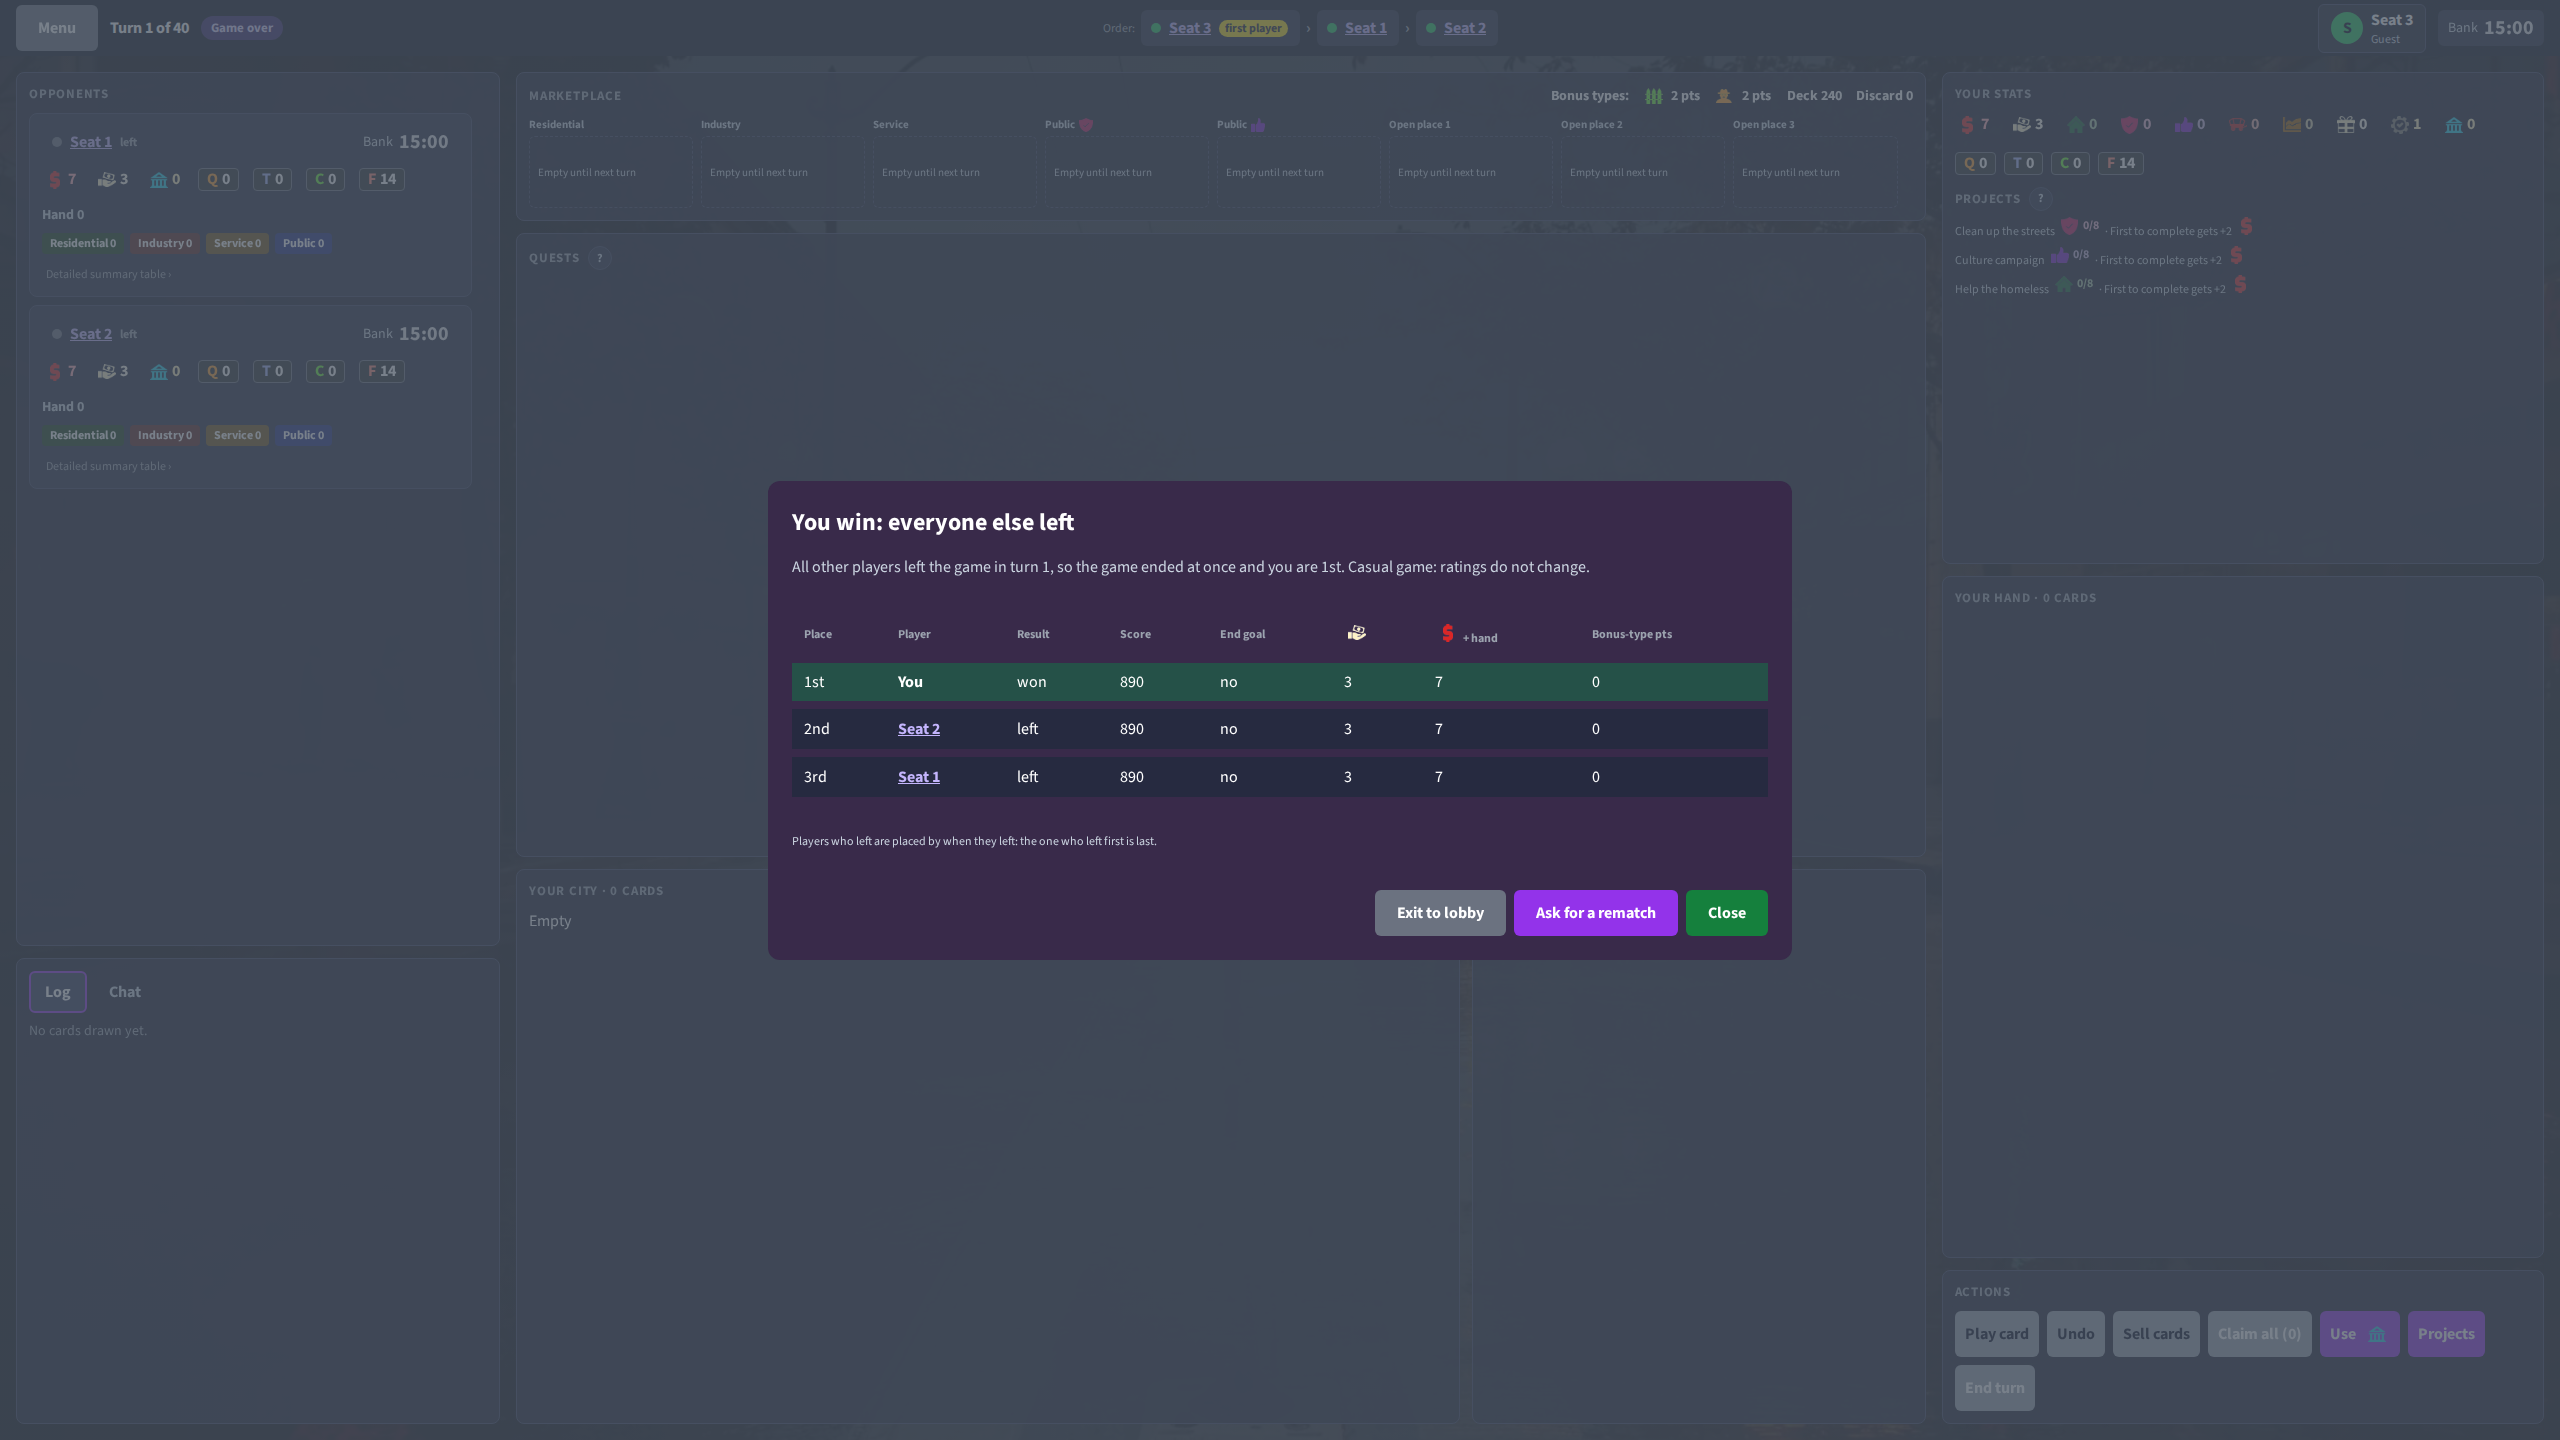 Menu Turn 1 of 40 Game over Order: Seat 3 first player › Seat 1 › Seat 2 S Seat 3 Guest Bank 15:00
OPPONENTS
Seat 1 left Bank 15:00
$ 7 3 0 Q 0 T 0 C 0 F 14
Hand 0
Residential 0 Industry 0 Service 0 Public 0
Detailed summary table ›
Seat 2 left Bank 15:00
$ 7 3 0 Q 0 T 0 C 0 F 14
Hand 0
Residential 0 Industry 0 Service 0 Public 0
Detailed summary table ›
Log Chat
No cards drawn yet.
MARKETPLACE Bonus types: 2 pts 2 pts Deck 240 Discard 0
Residential Industry Service Public Public Open place 1 Open place 2 Open place 3
Empty until next turn Empty until next turn Empty until next turn Empty until next turn Empty until next turn Empty until next turn Empty until next turn Empty until next turn
QUESTS ?
You win: everyone else left
All other players left the game in turn 1, so the game ended at once and you are 1st. Casual game: ratings do not change.
Place Player Result Score End goal $ + hand Bonus-type pts
1st You won 890 no 3 7 0
2nd Seat 2 left 890 no 3 7 0
3rd Seat 1 left 890 no 3 7 0
Players who left are placed by when they left: the one who left first is last.
Exit to lobby Ask for a rematch Close
YOUR CITY · 0 CARDS
Empty
YOUR STATS
$ 7 3 0 0 0 0 0 0 1 0
Q 0 T 0 C 0 F 14
PROJECTS ?
Clean up the streets 0/8 · First to complete gets +2 $
Culture campaign 0/8 · First to complete gets +2 $
Help the homeless 0/8 · First to complete gets +2 $
YOUR HAND · 0 CARDS
ACTIONS
Play card Undo Sell cards Claim all (0) Use Projects
End turn